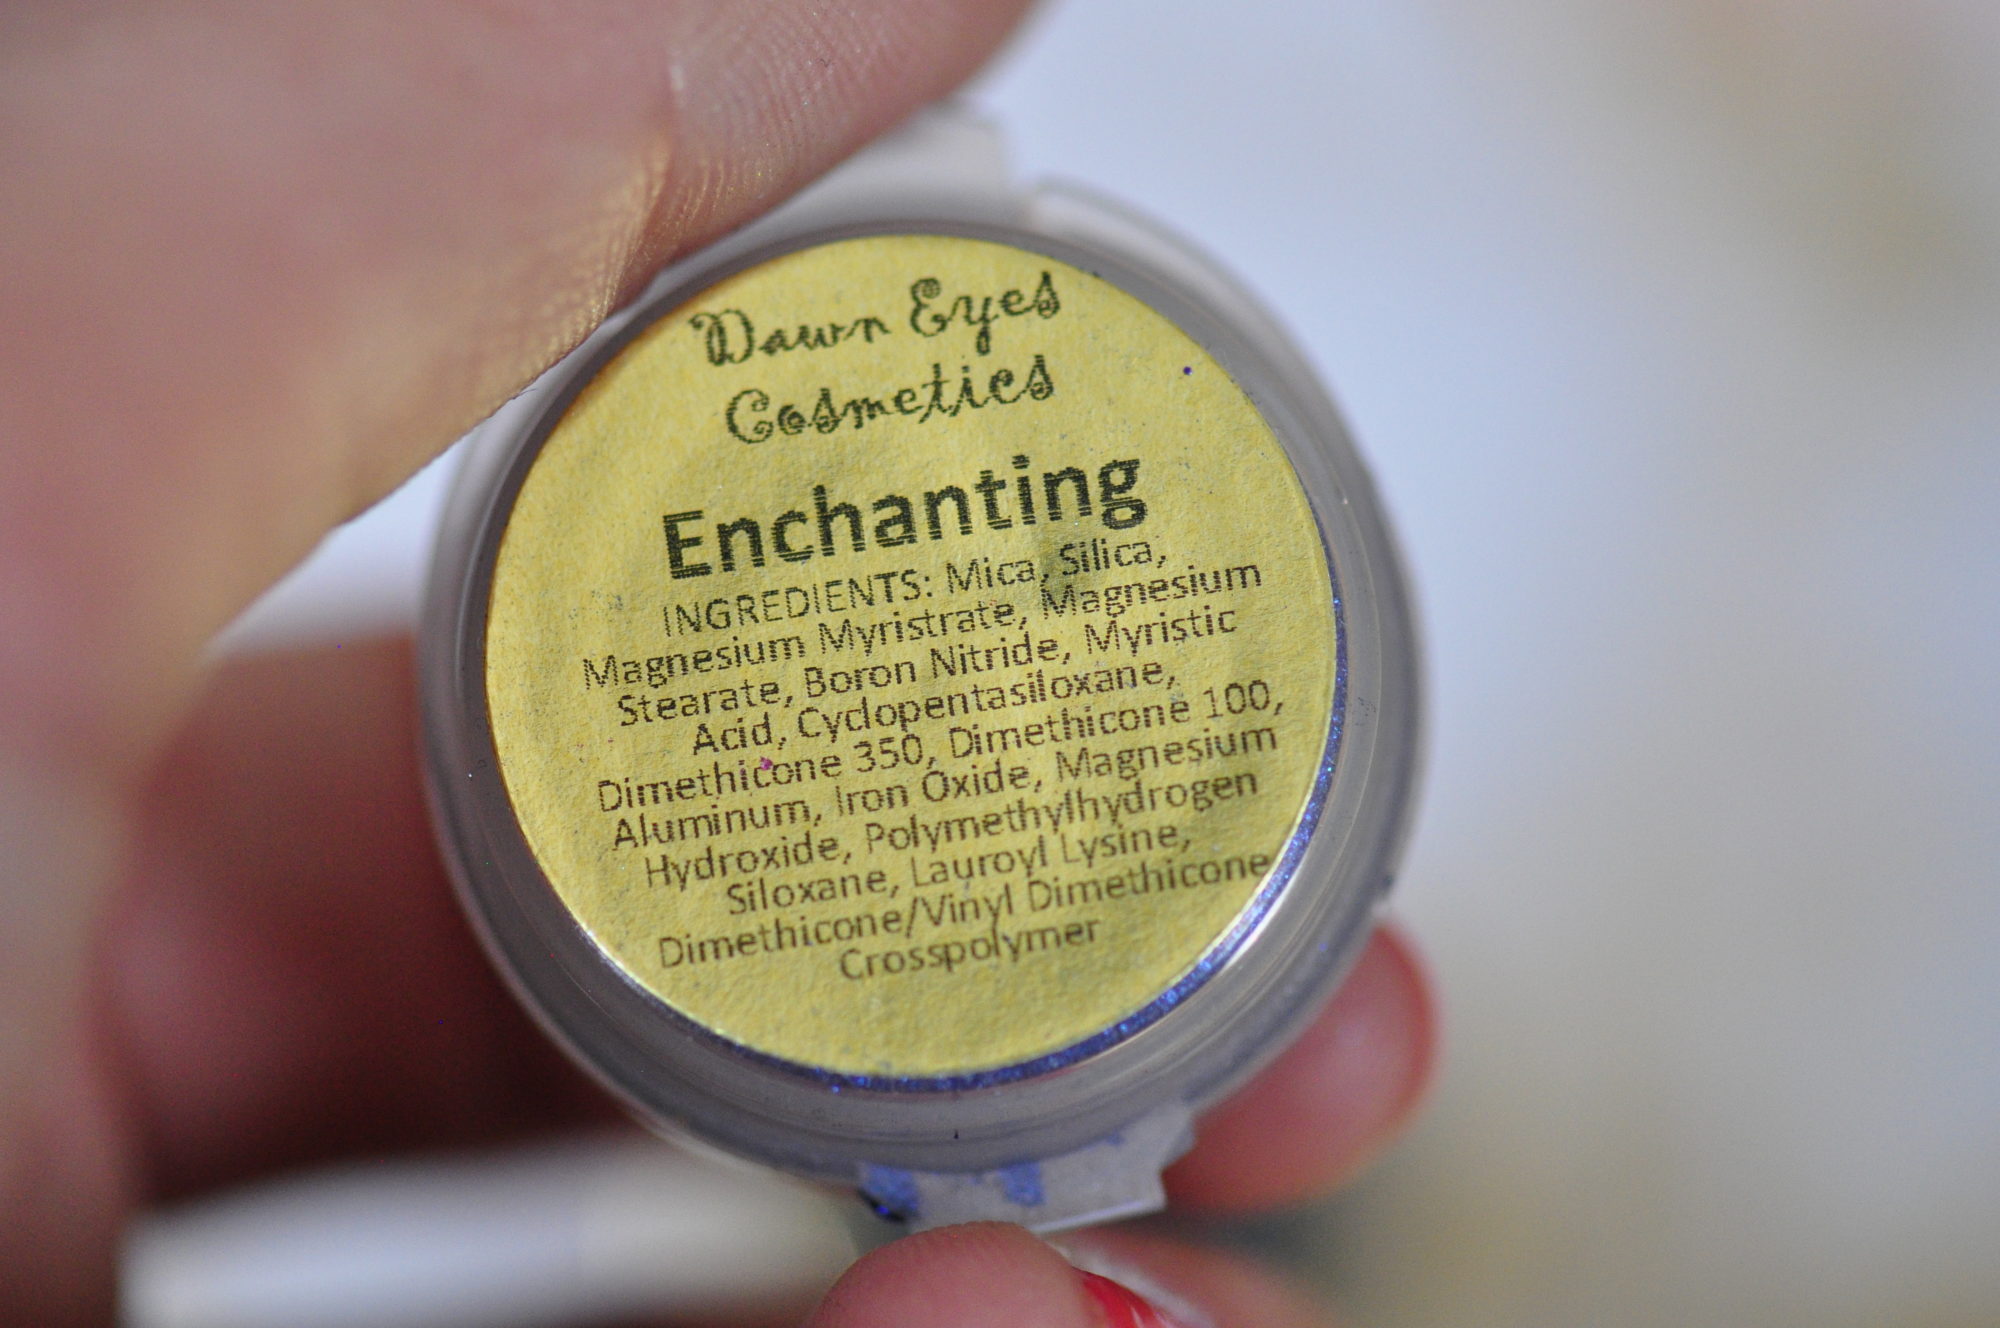 Dawn Eyes
Cosmetics
Enchanting
INGREDIENTS: Mica, Silica,
Magnesium Myristrate, Magnesium
Stearate, Boron Nitride, Myristic
Acid, Cyclopentasiloxane,
Dimethicone 350, Dimethicone 100,
Aluminum, Iron Oxide, Magnesium
Hydroxide, Polymethylhydrogen
Siloxane, Lauroyl Lysine,
Dimethicone/Vinyl Dimethicone
Crosspolymer